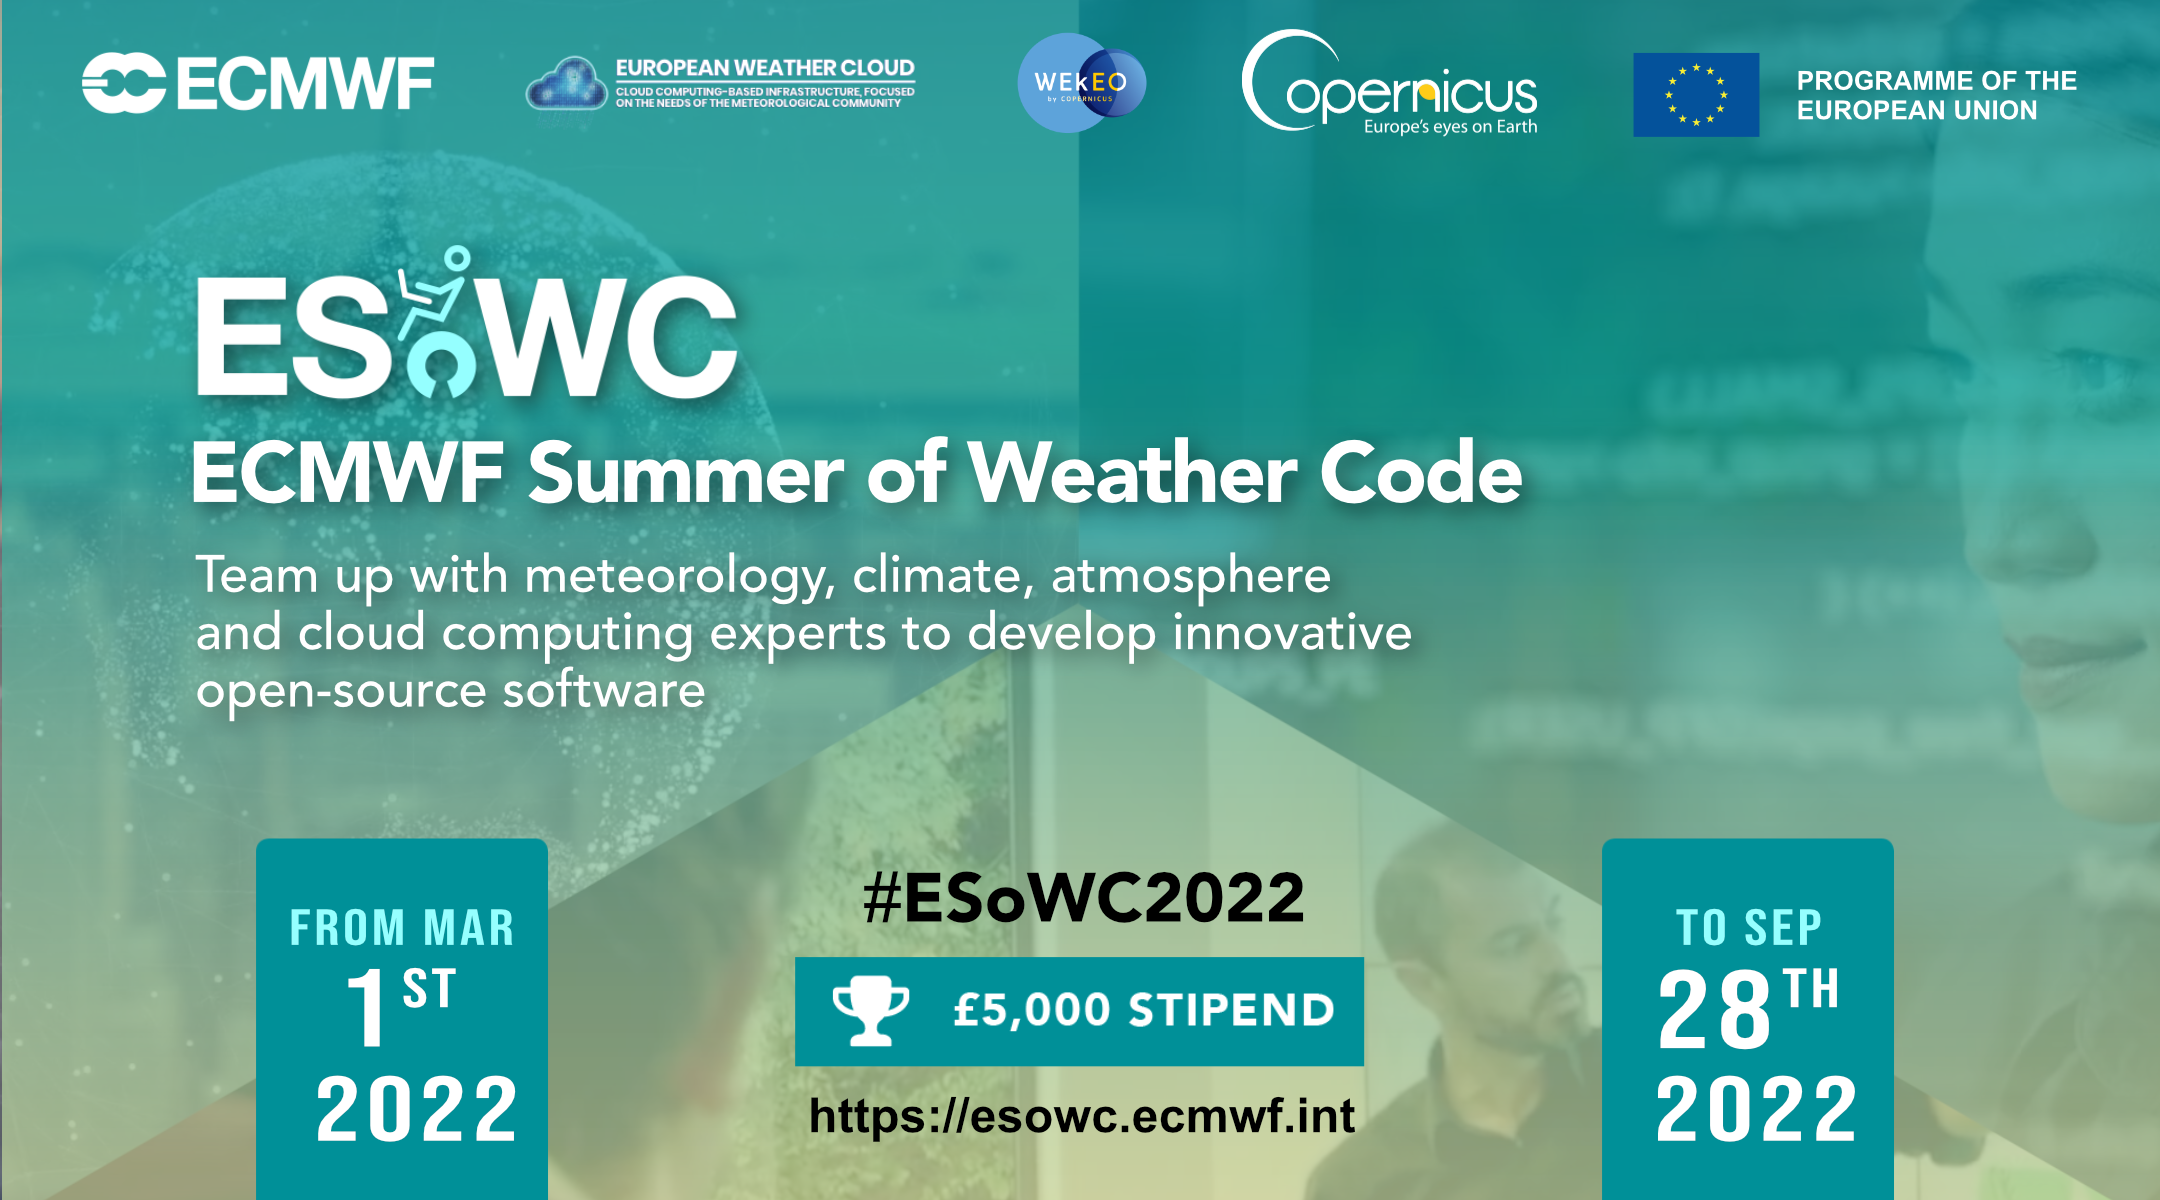 ECMWF
EUROPEAN WEATHER CLOUD
CLOUD COMPUTING-BASED INFRASTRUCTURE, FOCUSED
ON THE NEEDS OF THE METEOROLOGICAL COMMUNITY
WEkEO
by COPERNICUS
Copernicus
Europe's eyes on Earth
PROGRAMME OF THE
EUROPEAN UNION
ESoWC
ECMWF Summer of Weather Code
Team up with meteorology, climate, atmosphere
and cloud computing experts to develop innovative
open-source software
FROM MAR
1ST
2022
#ESoWC2022
£5,000 STIPEND
https://esowc.ecmwf.int
TO SEP
28TH
2022